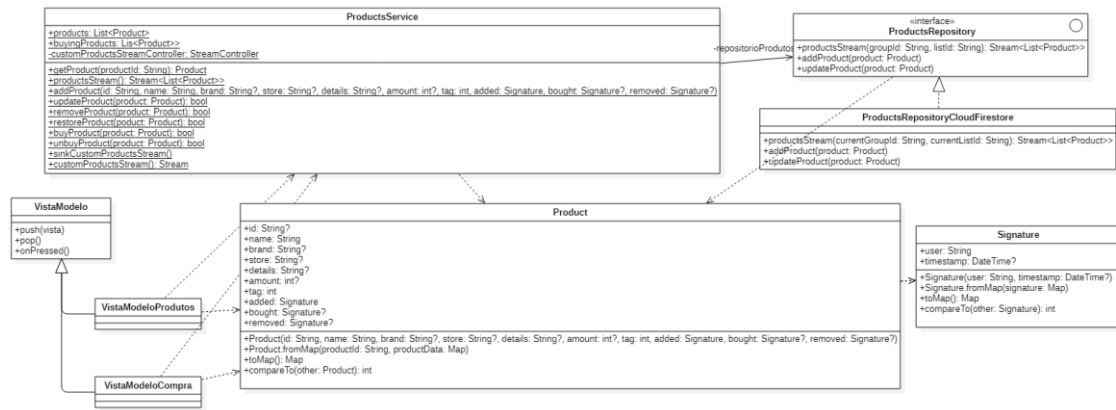 ProductsService
+products: List<Product>
+buyingProducts: Lis<Product>>
-customProductsStreamController: StreamController
+getProduct(productId: String): Product
+productsStream(): Stream<List<Product>>
+addProduct(id: String, name: String, brand: String?, store: String?, details: String?, amount: int?, tag: int, added: Signature, bought: Signature?, removed: Signature?)
+updateProduct(product: Product): bool
+removeProduct(product: Product): bool
+restoreProduct(poduct: Product): bool
+buyProduct(product: Product): bool
+unbuyProduct(product: Product): bool
+sinkCustomProductsStream()
+customProductsStream(): Stream
-repositorioProdutos
«interface»
ProductsRepository
+productsStream(groupId: String, listId: String): Stream<List<Product>>
+addProduct(product: Product)
+updateProduct(product: Product)
ProductsRepositoryCloudFirestore
+productsStream(currentGroupId: String, currentListId: String): Stream<List<Product>>
+addProduct(product: Product)
+updateProduct(product: Product)
VistaModelo
+push(vista)
+pop()
+onPressed()
VistaModeloProdutos
VistaModeloCompra
Product
+id: String?
+name: String
+brand: String?
+store: String?
+details: String?
+amount: int?
+tag: int
+added: Signature
+bought: Signature?
+removed: Signature?
+Product(id: String, name: String, brand: String?, store: String?, details: String?, amount: int?, tag: int, added: Signature, bought: Signature?, removed: Signature?)
+Product.fromMap(productId: String, productData: Map)
+toMap(): Map
+compareTo(other: Product): int
Signature
+user: String
+timestamp: DateTime?
+Signature(user: String, timestamp: DateTime?)
+Signature.fromMap(signature: Map)
+toMap(): Map
+compareTo(other: Signature): int